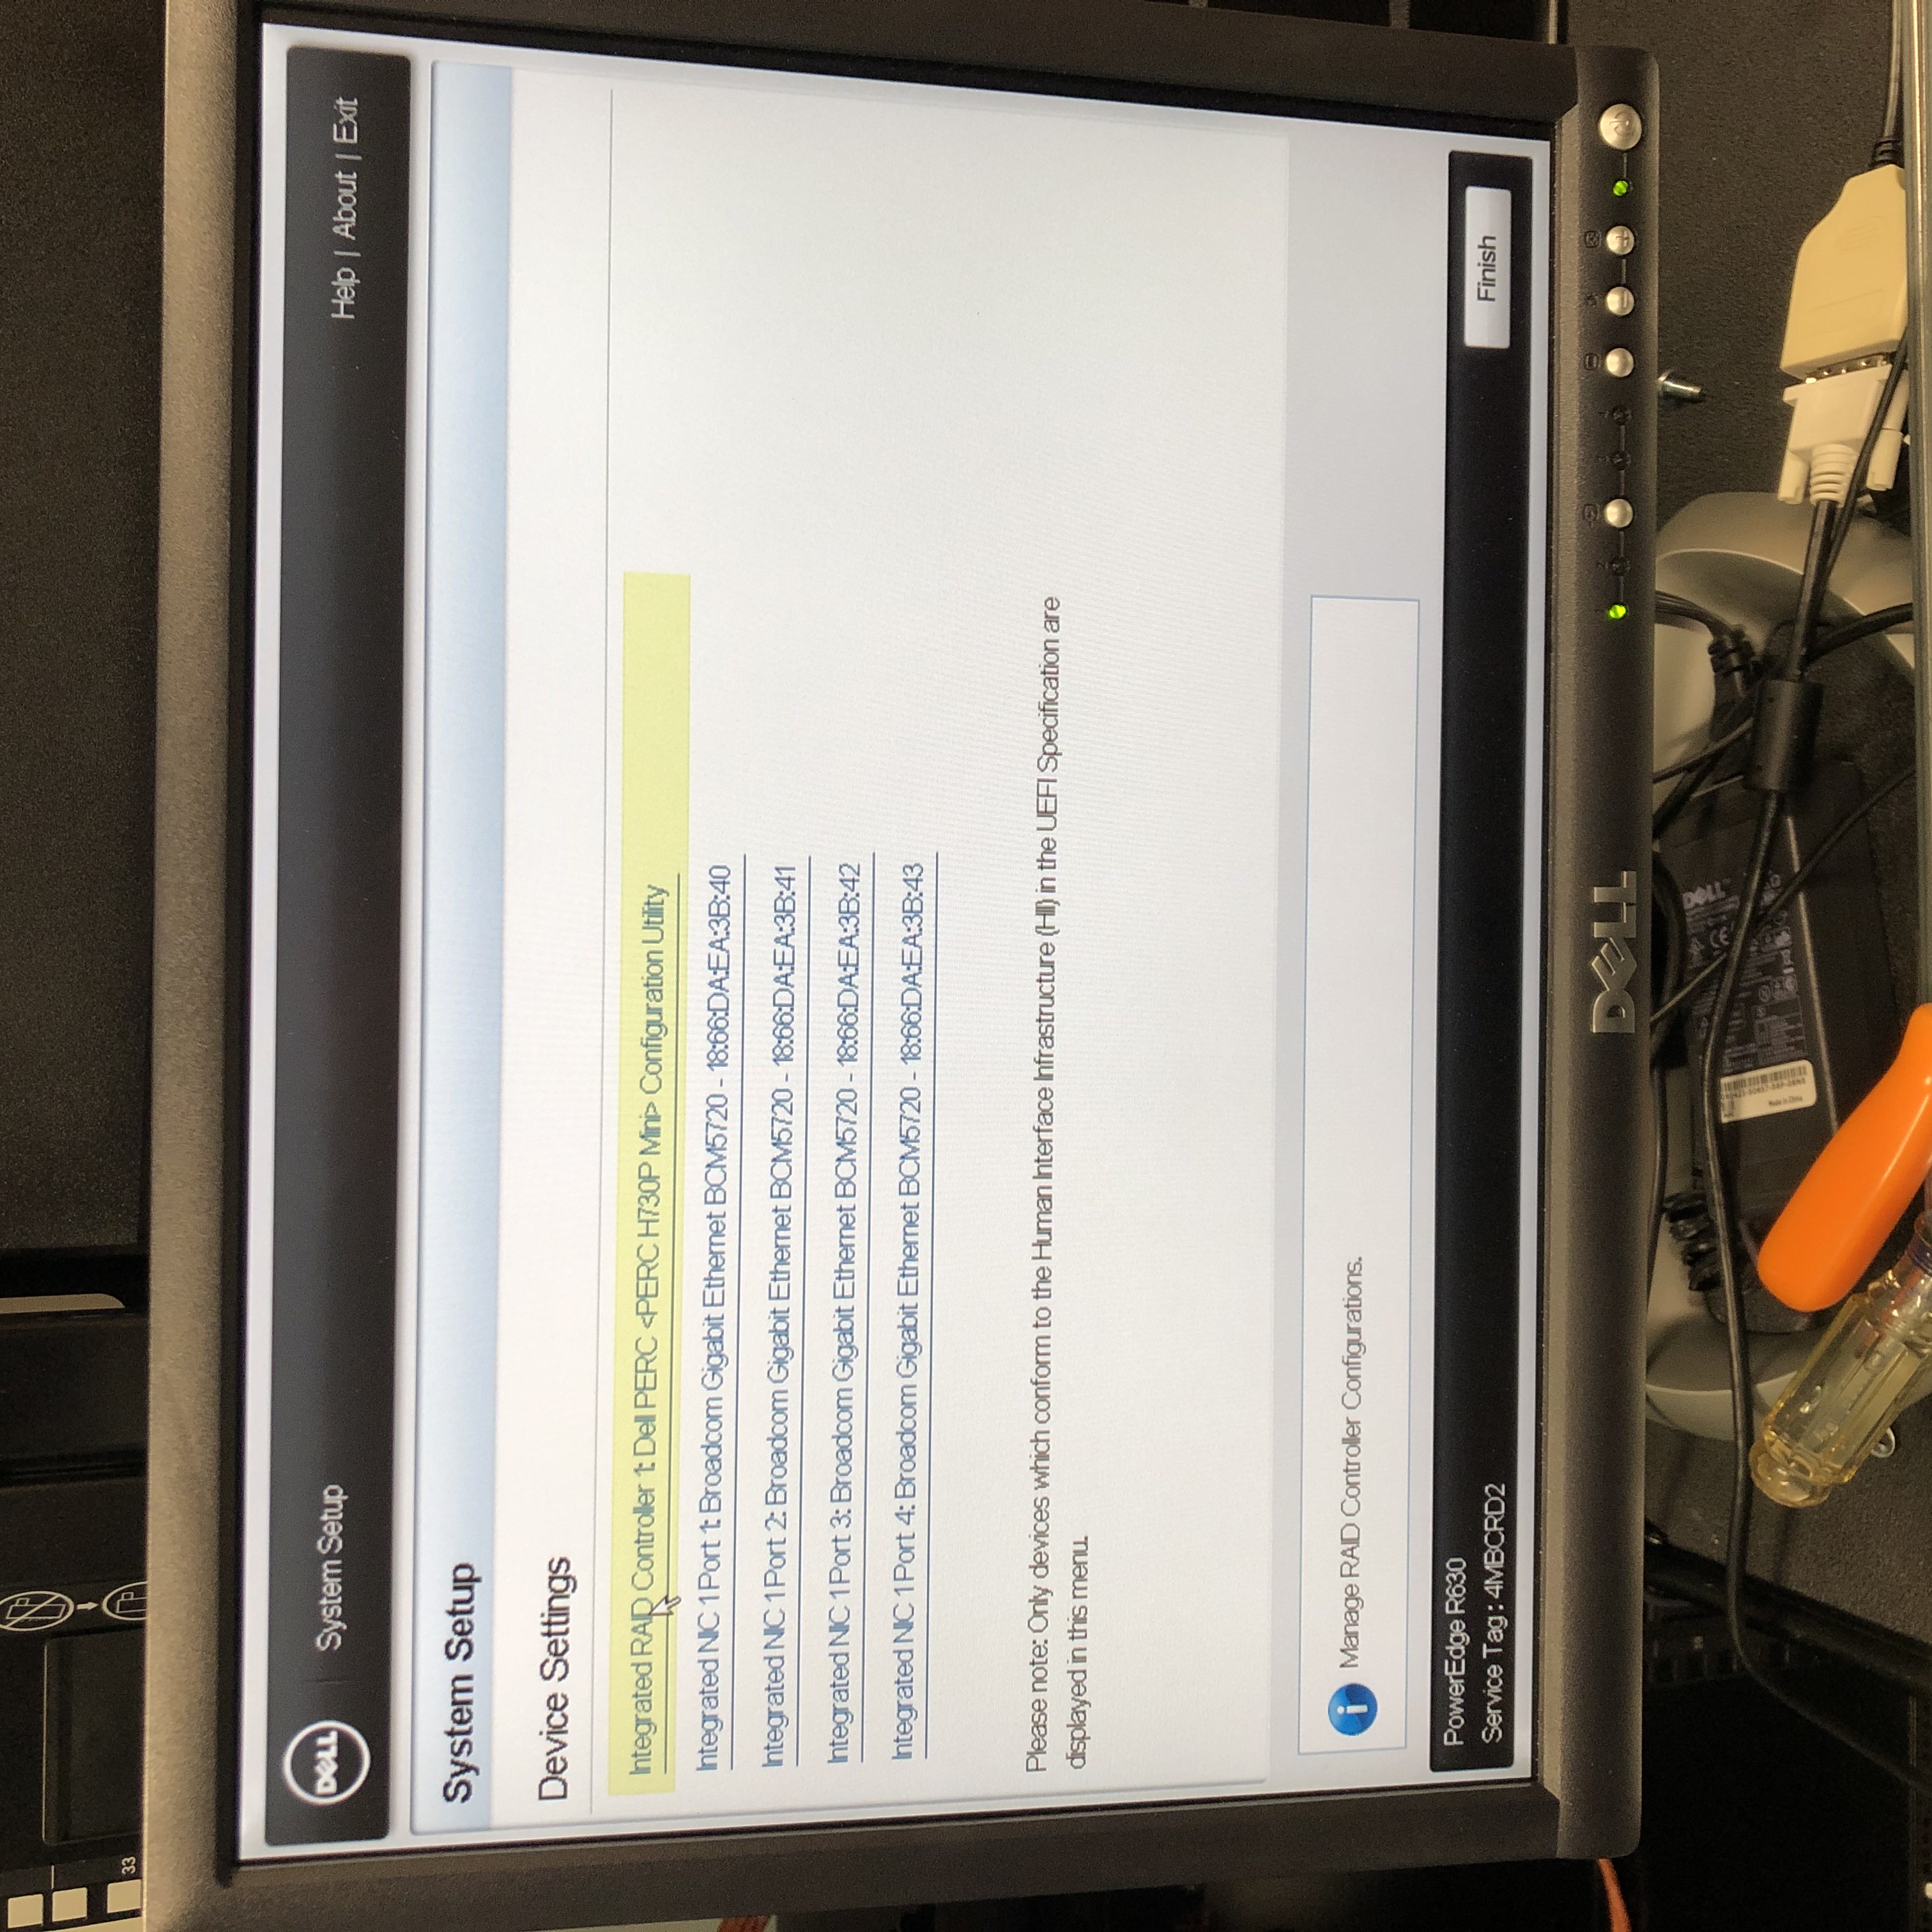 33
DELL
System Setup
Help | About | Exit
System Setup
Device Settings
Integrated RAID Controller 1: Dell PERC <PERC H730P Mini> Configuration Utility
Integrated NIC 1 Port 1: Broadcom Gigabit Ethernet BCM5720 - 18:66:DA:EA:3B:40
Integrated NIC 1 Port 2: Broadcom Gigabit Ethernet BCM5720 - 18:66:DA:EA:3B:41
Integrated NIC 1 Port 3: Broadcom Gigabit Ethernet BCM5720 - 18:66:DA:EA:3B:42
Integrated NIC 1 Port 4: Broadcom Gigabit Ethernet BCM5720 - 18:66:DA:EA:3B:43
Please note: Only devices which conform to the Human Interface Infrastructure (HII) in the UEFI Specification are
displayed in this menu.
Manage RAID Controller Configurations.
PowerEdge R630
Service Tag : 4MBCRD2
Finish
DELL
DELL